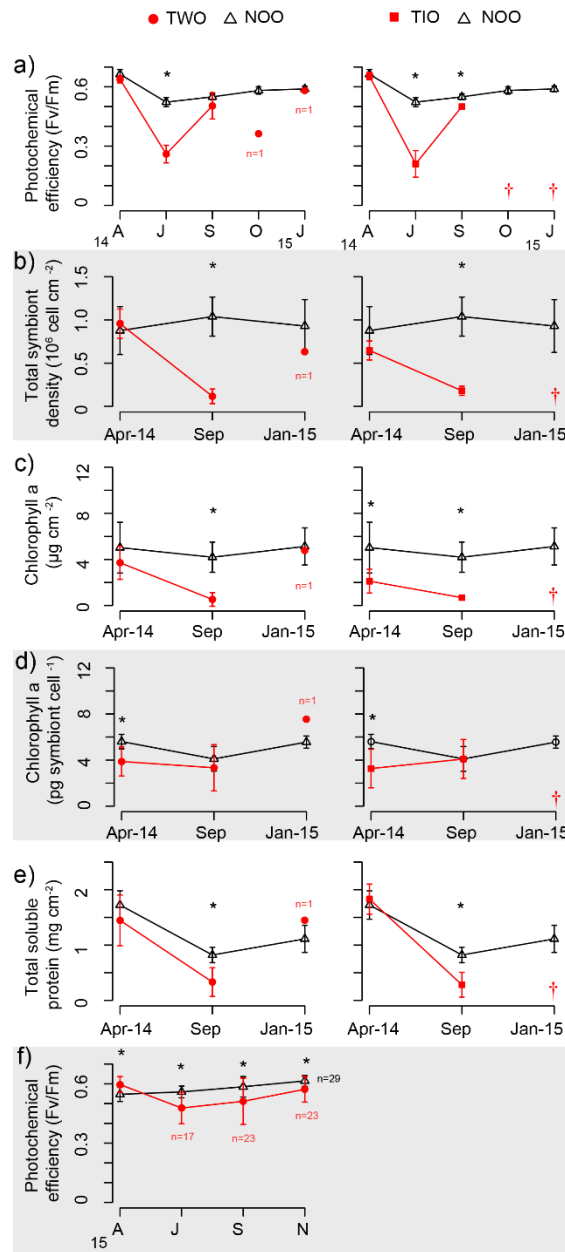 TWO NOO TIO NOO
a)
Photochemical
efficiency (Fv/Fm)
0.6
0.3
0
*
n=1
n=1
A J S O J
14 15
* *
† †
A J S O J
14 15
b)
Total symbiont
density (10⁶ cell cm ⁻²)
1.5
1.0
0.5
0
*
n=1
Apr-14 Sep Jan-15
*
†
Apr-14 Sep Jan-15
c)
Chlorophyll a
(µg cm ⁻²)
12
8
4
0
*
n=1
Apr-14 Sep Jan-15
* *
†
Apr-14 Sep Jan-15
d)
Chlorophyll a
(pg symbiont cell ⁻¹)
12
8
4
0
*
n=1
Apr-14 Sep Jan-15
*
†
Apr-14 Sep Jan-15
e)
Total soluble
protein (mg cm ⁻²)
2
1
0
*
n=1
Apr-14 Sep Jan-15
*
†
Apr-14 Sep Jan-15
f)
Photochemical
efficiency (Fv/Fm)
0.6
0.3
0
* * * *
n=29
n=17 n=23 n=23
A J S N
15